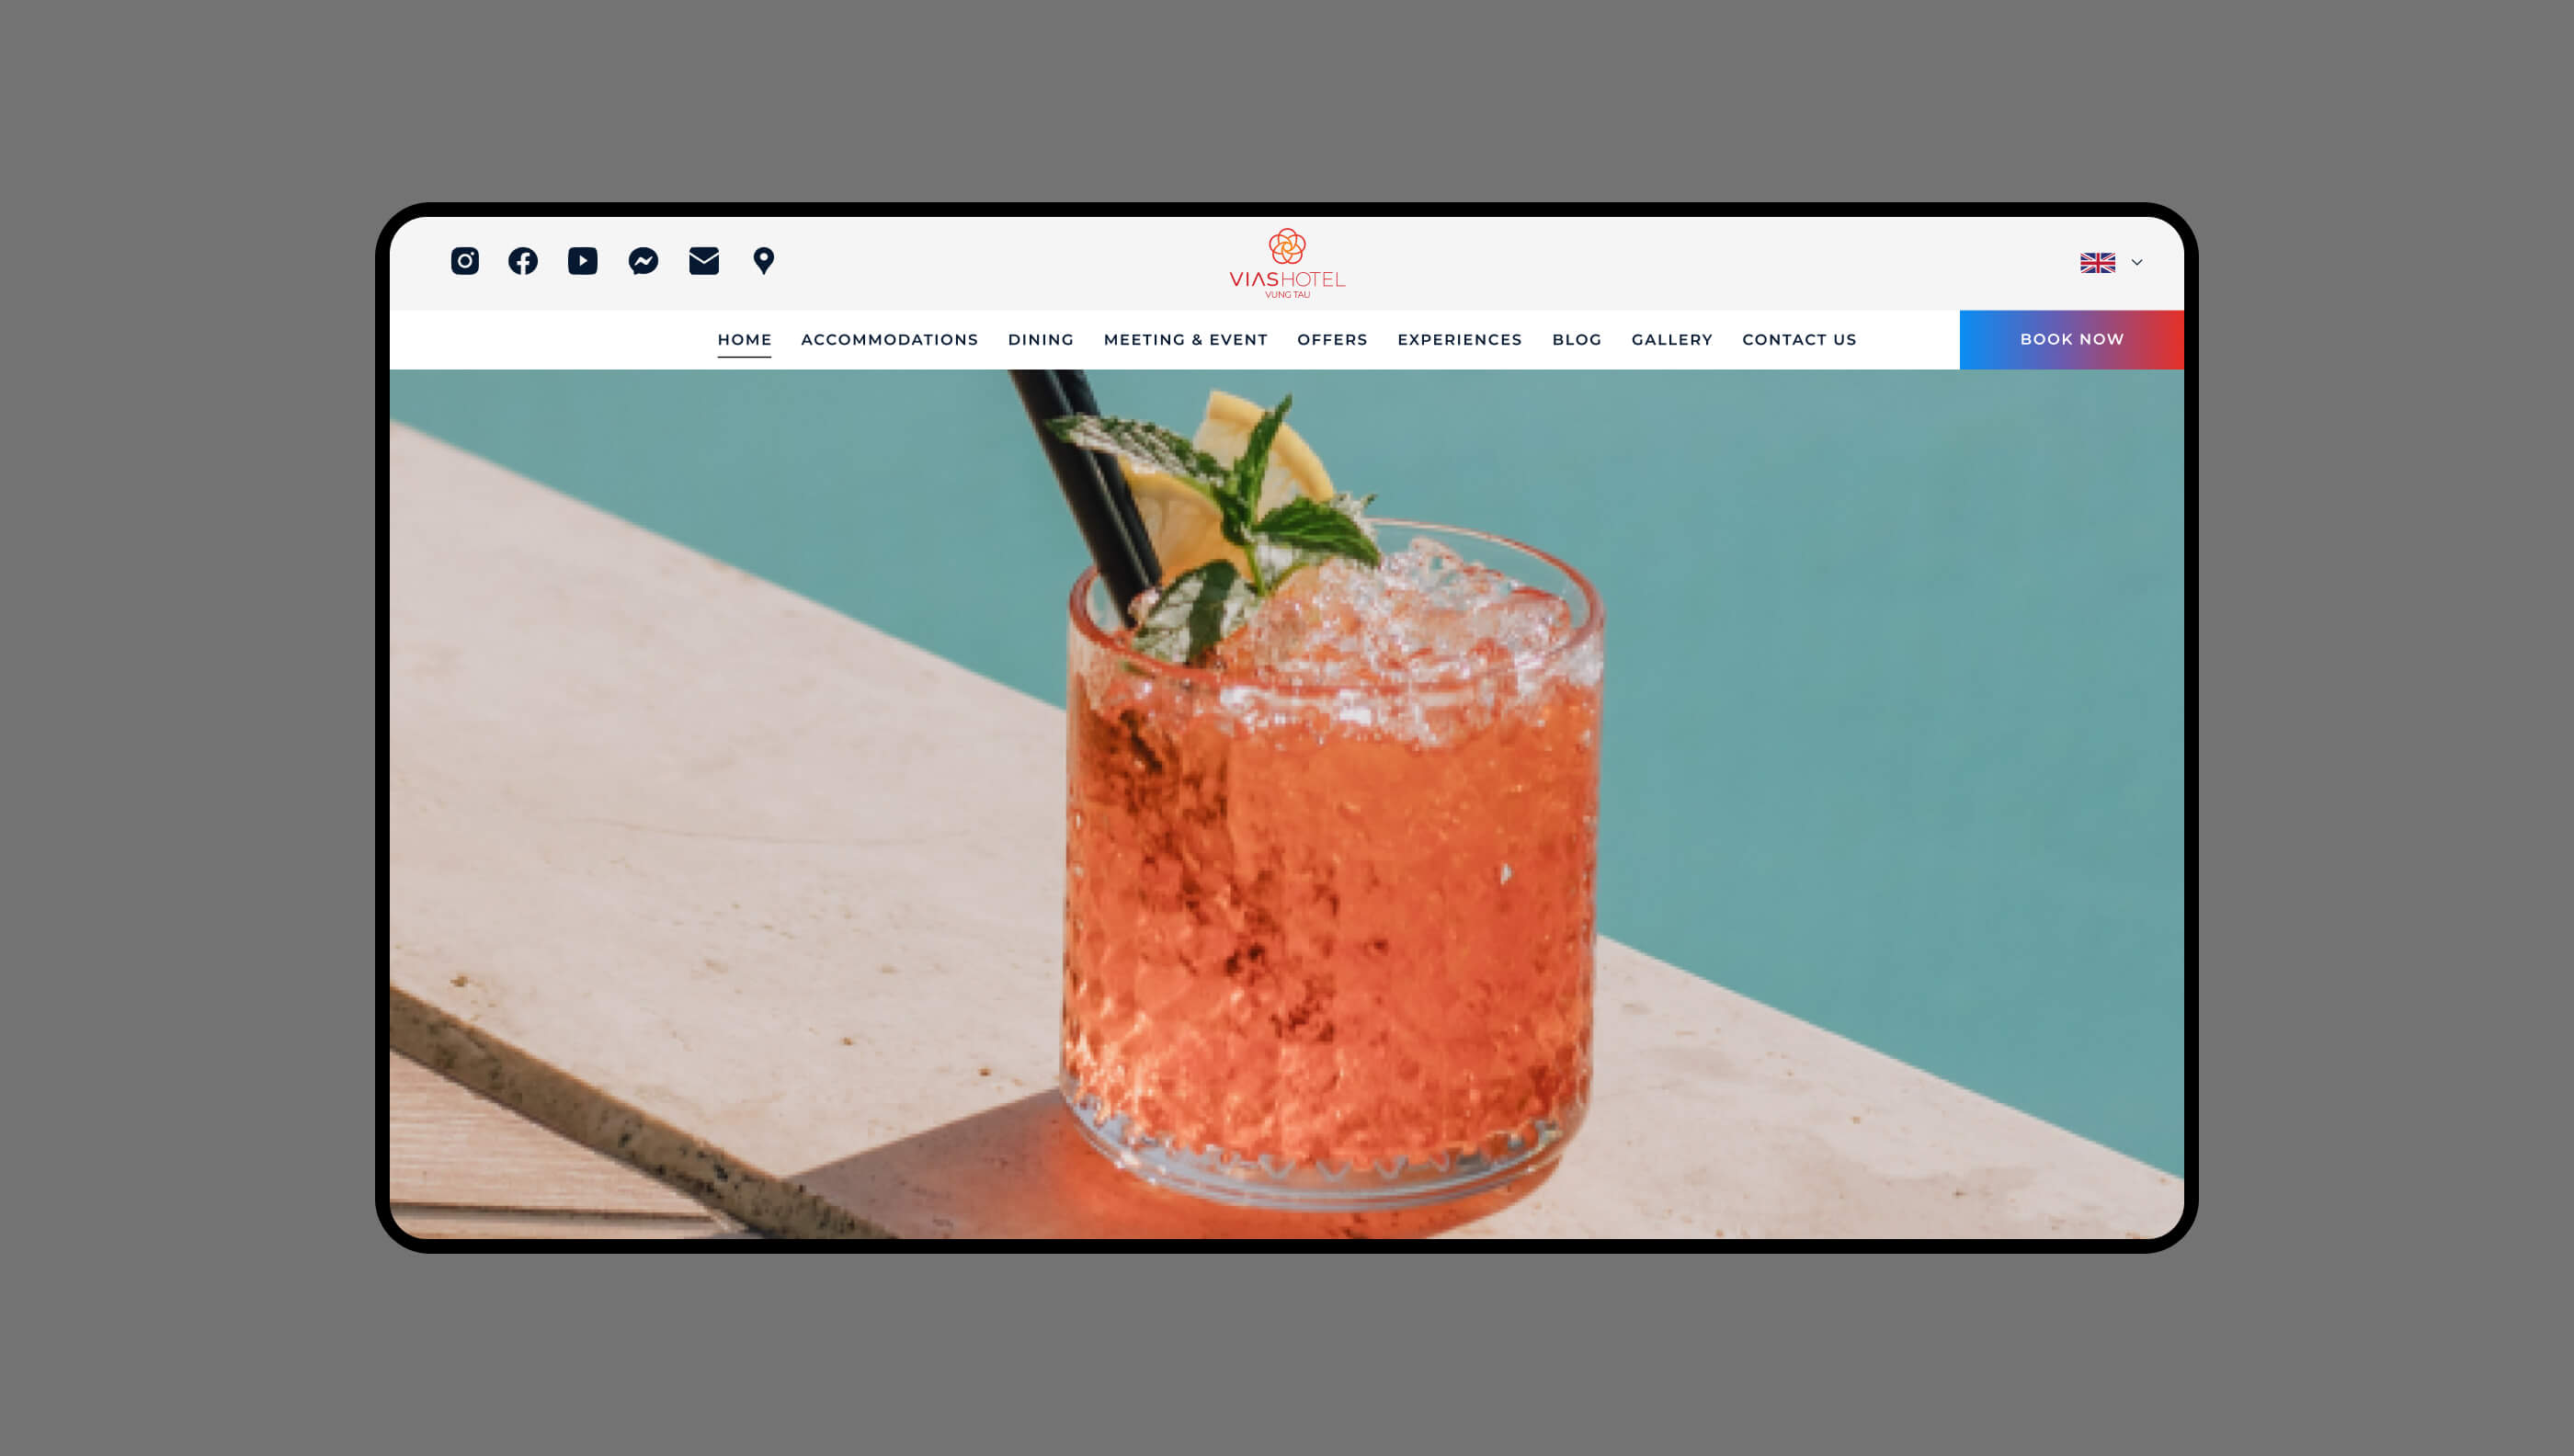 VIASHOTEL
VUNG TAU
HOME ACCOMMODATIONS DINING MEETING & EVENT OFFERS EXPERIENCES BLOG GALLERY CONTACT US BOOK NOW